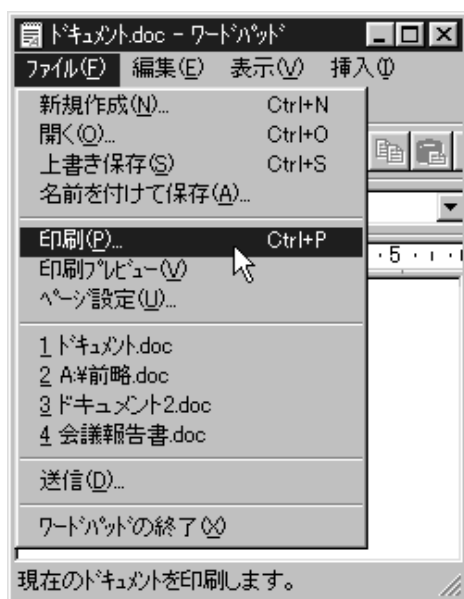 ﾄﾞｷｭﾒﾝﾄ.doc - ﾜｰﾄﾞﾊﾟｯﾄﾞ
ﾌｧｲﾙ(F) 編集(E) 表示(V) 挿入(I)
新規作成(N)... Ctrl+N
開く(O)... Ctrl+O
上書き保存(S) Ctrl+S
名前を付けて保存(A)...
印刷(P)... Ctrl+P
印刷ﾌﾟﾚﾋﾞｭｰ(V)
ﾍﾟｰｼﾞ設定(U)...
· 5 ·
1 ﾄﾞｷｭﾒﾝﾄ.doc
2 A:¥前略.doc
3 ドキュメント2.doc
4 会議報告書.doc
送信(D)...
ﾜｰﾄﾞﾊﾟｯﾄﾞの終了(X)
現在のﾄﾞｷｭﾒﾝﾄを印刷します。